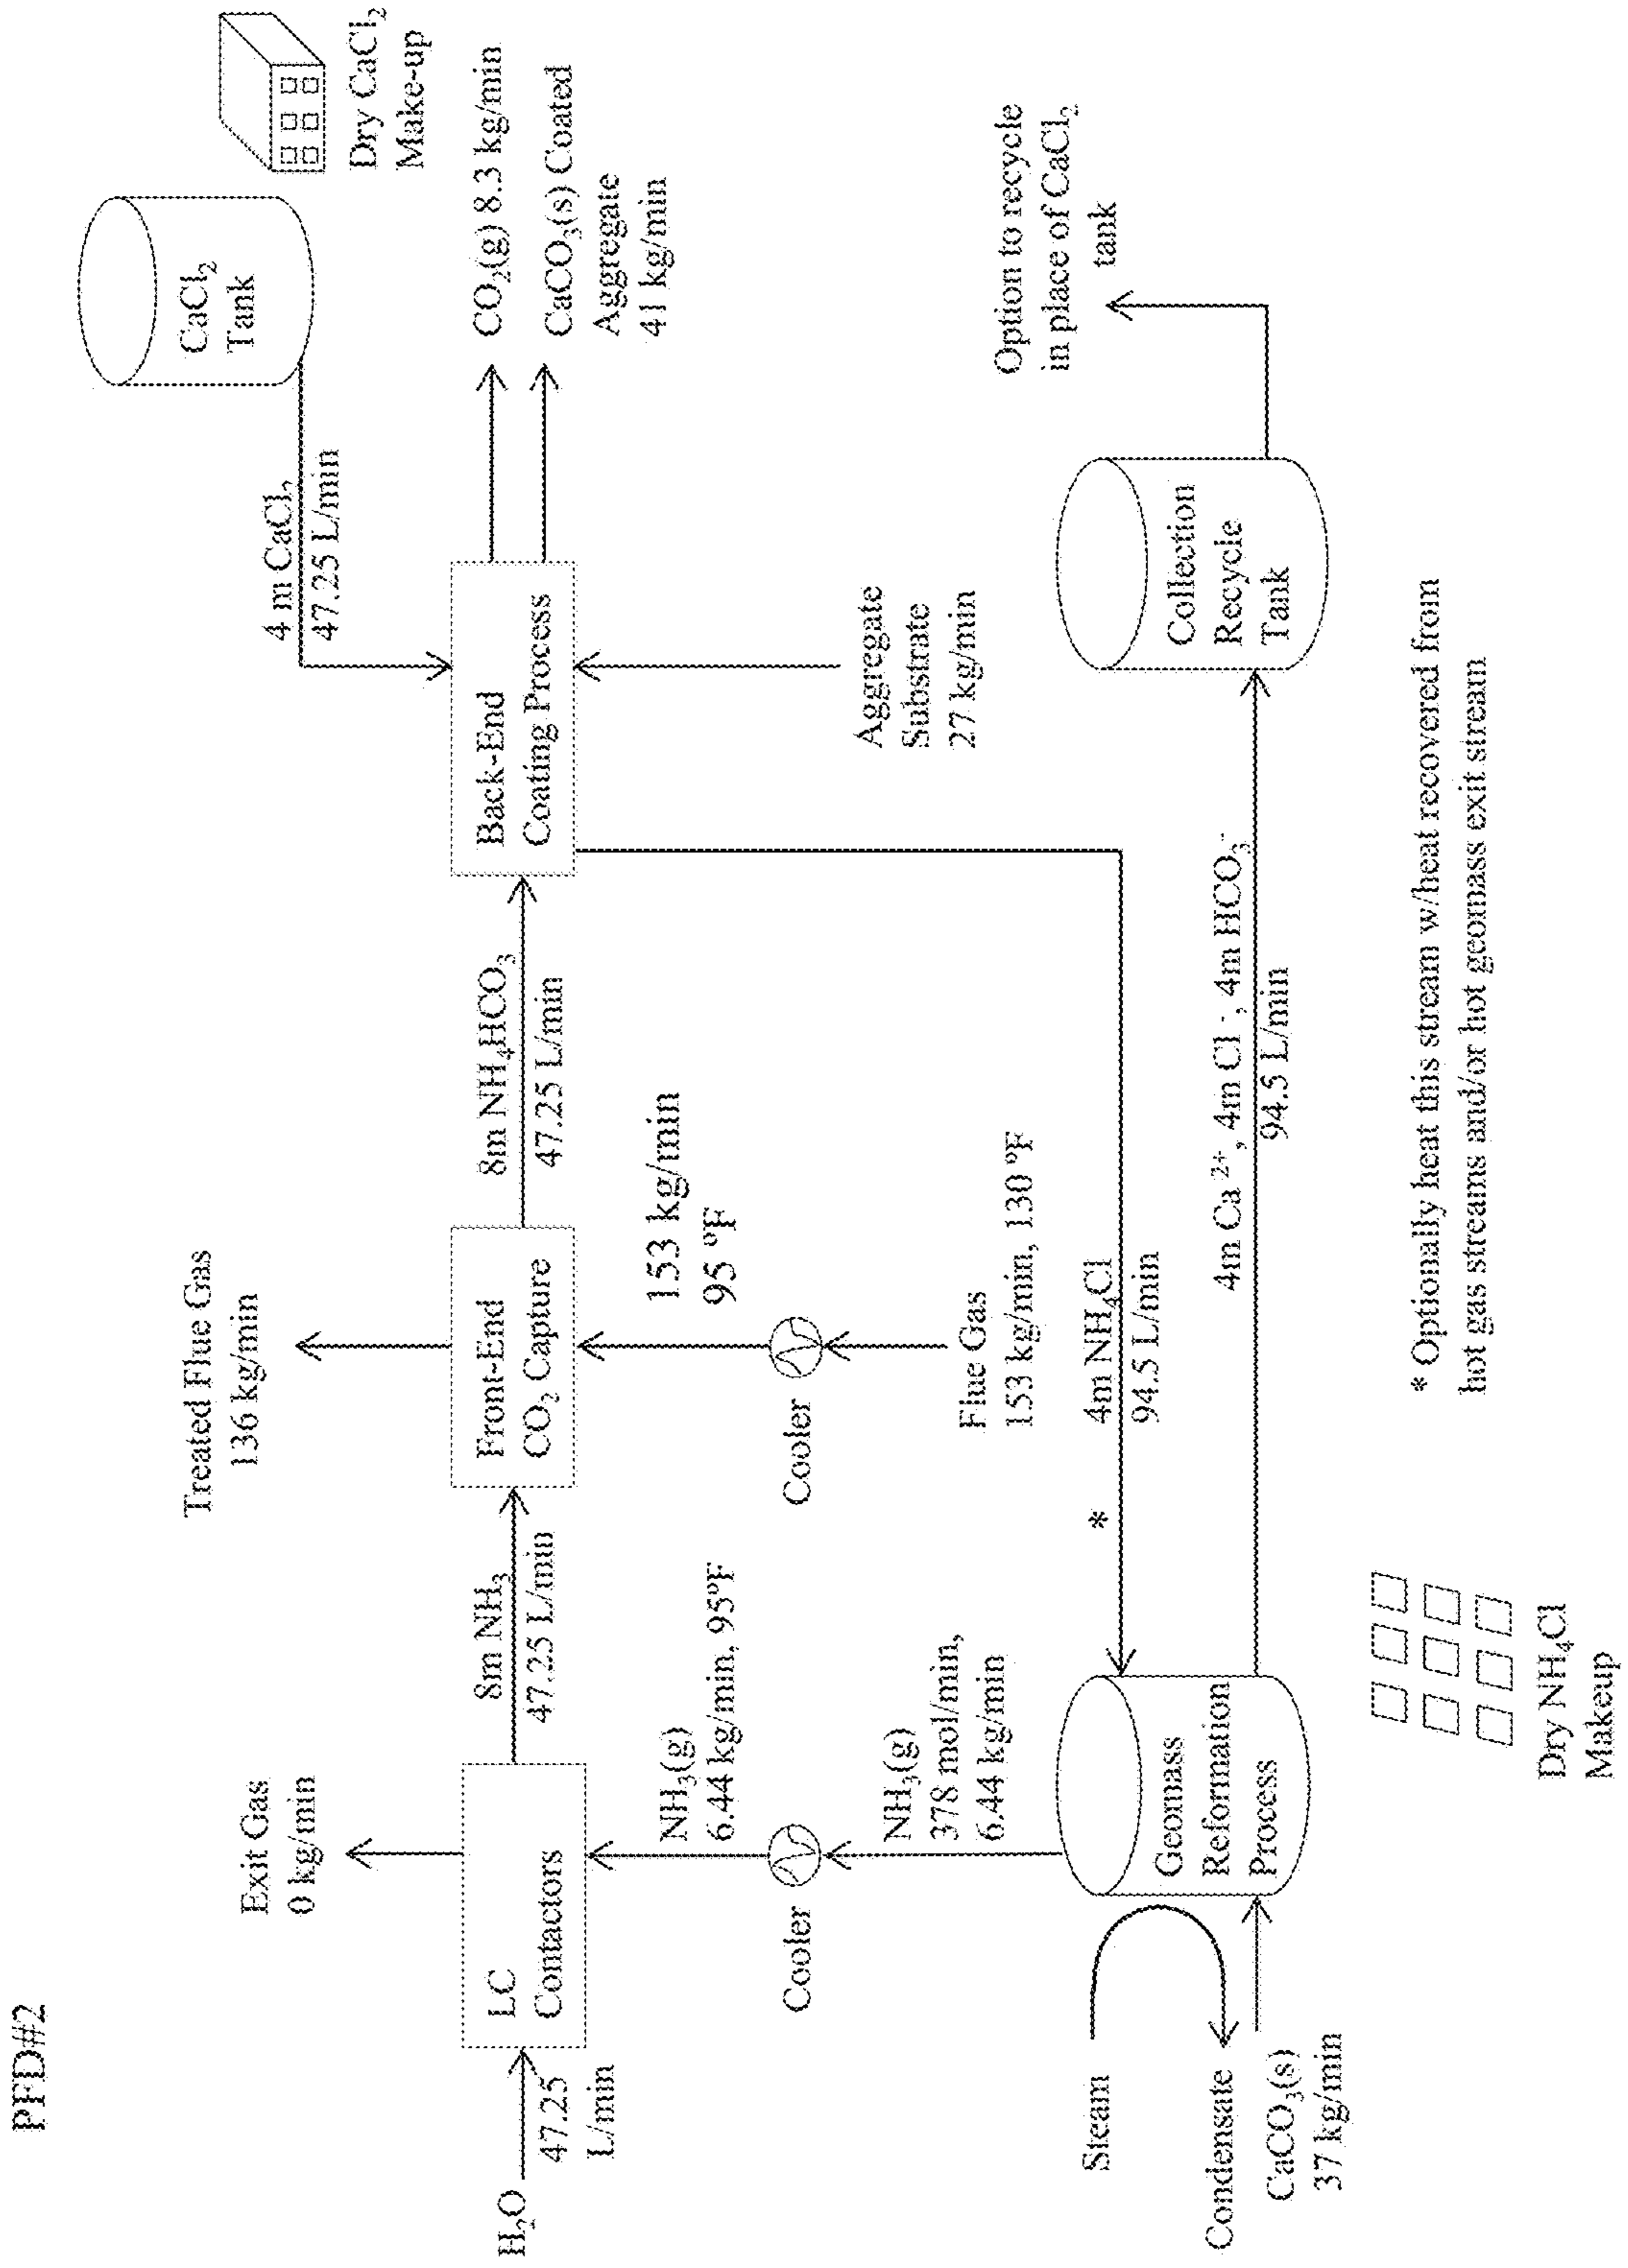 PFD#2
Exit Gas
0 kg/min
Treated Flue Gas
136 kg/min
CaCl₂
Tank
Dry CaCl₂
Make-up
4 m CaCl₂
47.25 L/min
H₂O
47.25
L/min
LC
Contactors
8m NH₃
47.25 L/min
Front-End
CO₂ Capture
8m NH₄HCO₃
47.25 L/min
Back-End
Coating Process
CO₂(g) 8.3 kg/min
CaCO₃(s) Coated
Aggregate
41 kg/min
NH₃(g)
6.44 kg/min, 95ºF
Cooler
NH₃(g)
378 mol/min,
6.44 kg/min
153 kg/min
95 ºF
Cooler
Flue Gas
153 kg/min, 130 ºF
Aggregate
Substrate
27 kg/min
Option to recycle
in place of CaCl₂
tank
Steam
Condensate
CaCO₃(s)
37 kg/min
Geomass
Reformation
Process
*
4m NH₄Cl
94.5 L/min
4m Ca ²⁺, 4m Cl ⁻, 4m HCO₃⁻
94.5 L/min
Collection
Recycle
Tank
Dry NH₄Cl
Makeup
* Optionally heat this stream w/heat recovered from
hot gas streams and/or hot geomass exit stream